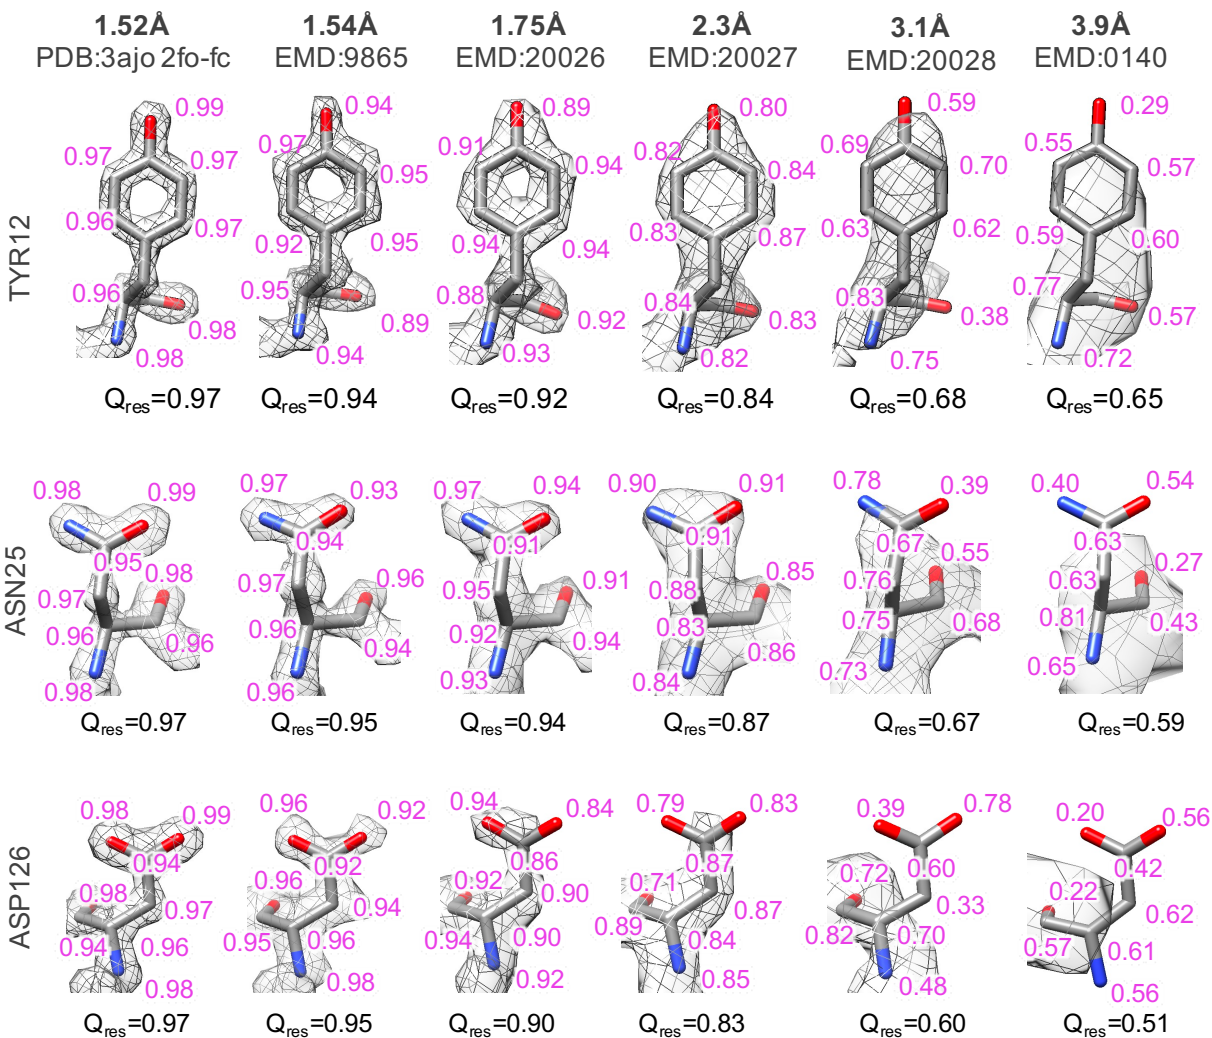 1.52Å 1.54Å 1.75Å 2.3Å 3.1Å 3.9Å
PDB:3ajo 2fo-fc EMD:9865 EMD:20026 EMD:20027 EMD:20028 EMD:0140
TYR12
0.99 0.94 0.89 0.80 0.59 0.29
0.97 0.97 0.97 0.95 0.91 0.94 0.82 0.84 0.69 0.70 0.55 0.57
0.96 0.97 0.92 0.95 0.94 0.94 0.83 0.87 0.63 0.62 0.59 0.60
0.96 0.98 0.95 0.89 0.88 0.92 0.84 0.83 0.83 0.38 0.77 0.57
0.98 0.94 0.93 0.82 0.75 0.72
Qres=0.97 Qres=0.94 Qres=0.92 Qres=0.84 Qres=0.68 Qres=0.65
ASN25
0.98 0.99 0.97 0.93 0.97 0.94 0.90 0.91 0.78 0.39 0.40 0.54
0.95 0.98 0.94 0.96 0.91 0.91 0.91 0.85 0.67 0.55 0.63 0.27
0.97 0.97 0.95 0.88 0.76 0.63
0.96 0.96 0.96 0.94 0.92 0.94 0.83 0.86 0.75 0.68 0.81 0.43
0.98 0.96 0.93 0.84 0.73 0.65
Qres=0.97 Qres=0.95 Qres=0.94 Qres=0.87 Qres=0.67 Qres=0.59
ASP126
0.98 0.99 0.96 0.92 0.94 0.84 0.79 0.83 0.39 0.78 0.20 0.56
0.94 0.92 0.86 0.87 0.60 0.42
0.98 0.97 0.96 0.94 0.92 0.90 0.71 0.87 0.72 0.33 0.22 0.62
0.94 0.96 0.95 0.96 0.94 0.90 0.89 0.84 0.82 0.70 0.57 0.61
0.98 0.98 0.92 0.85 0.48 0.56
Qres=0.97 Qres=0.95 Qres=0.90 Qres=0.83 Qres=0.60 Qres=0.51